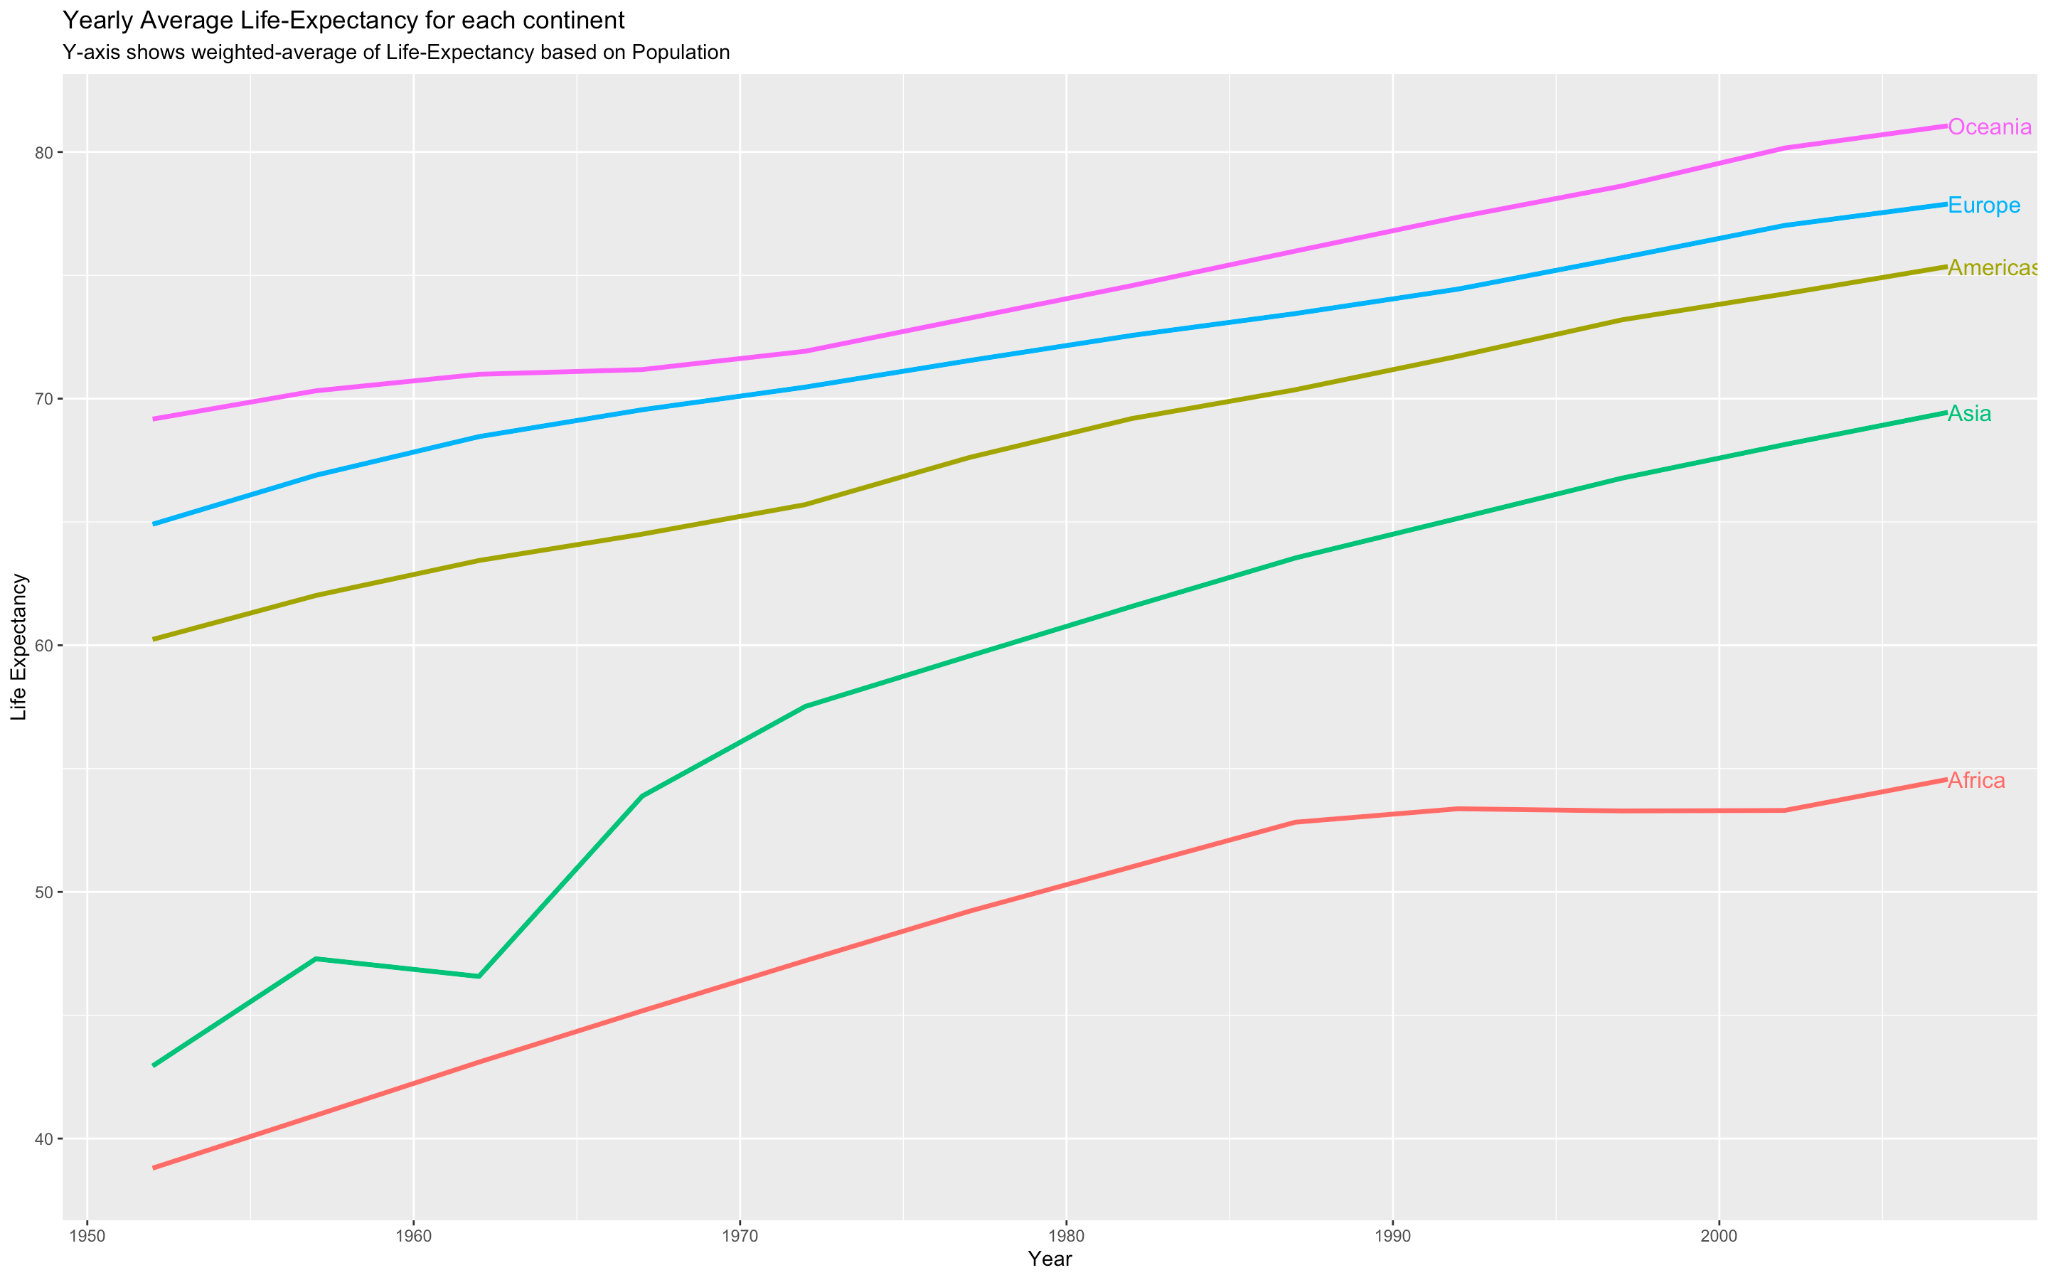 Yearly Average Life-Expectancy for each continent
Y-axis shows weighted-average of Life-Expectancy based on Population
Oceania
80
Europe
Americas
70
Asia
60
Life Expectancy
Africa
50
40
1950 1960 1970 1980 1990 2000
Year